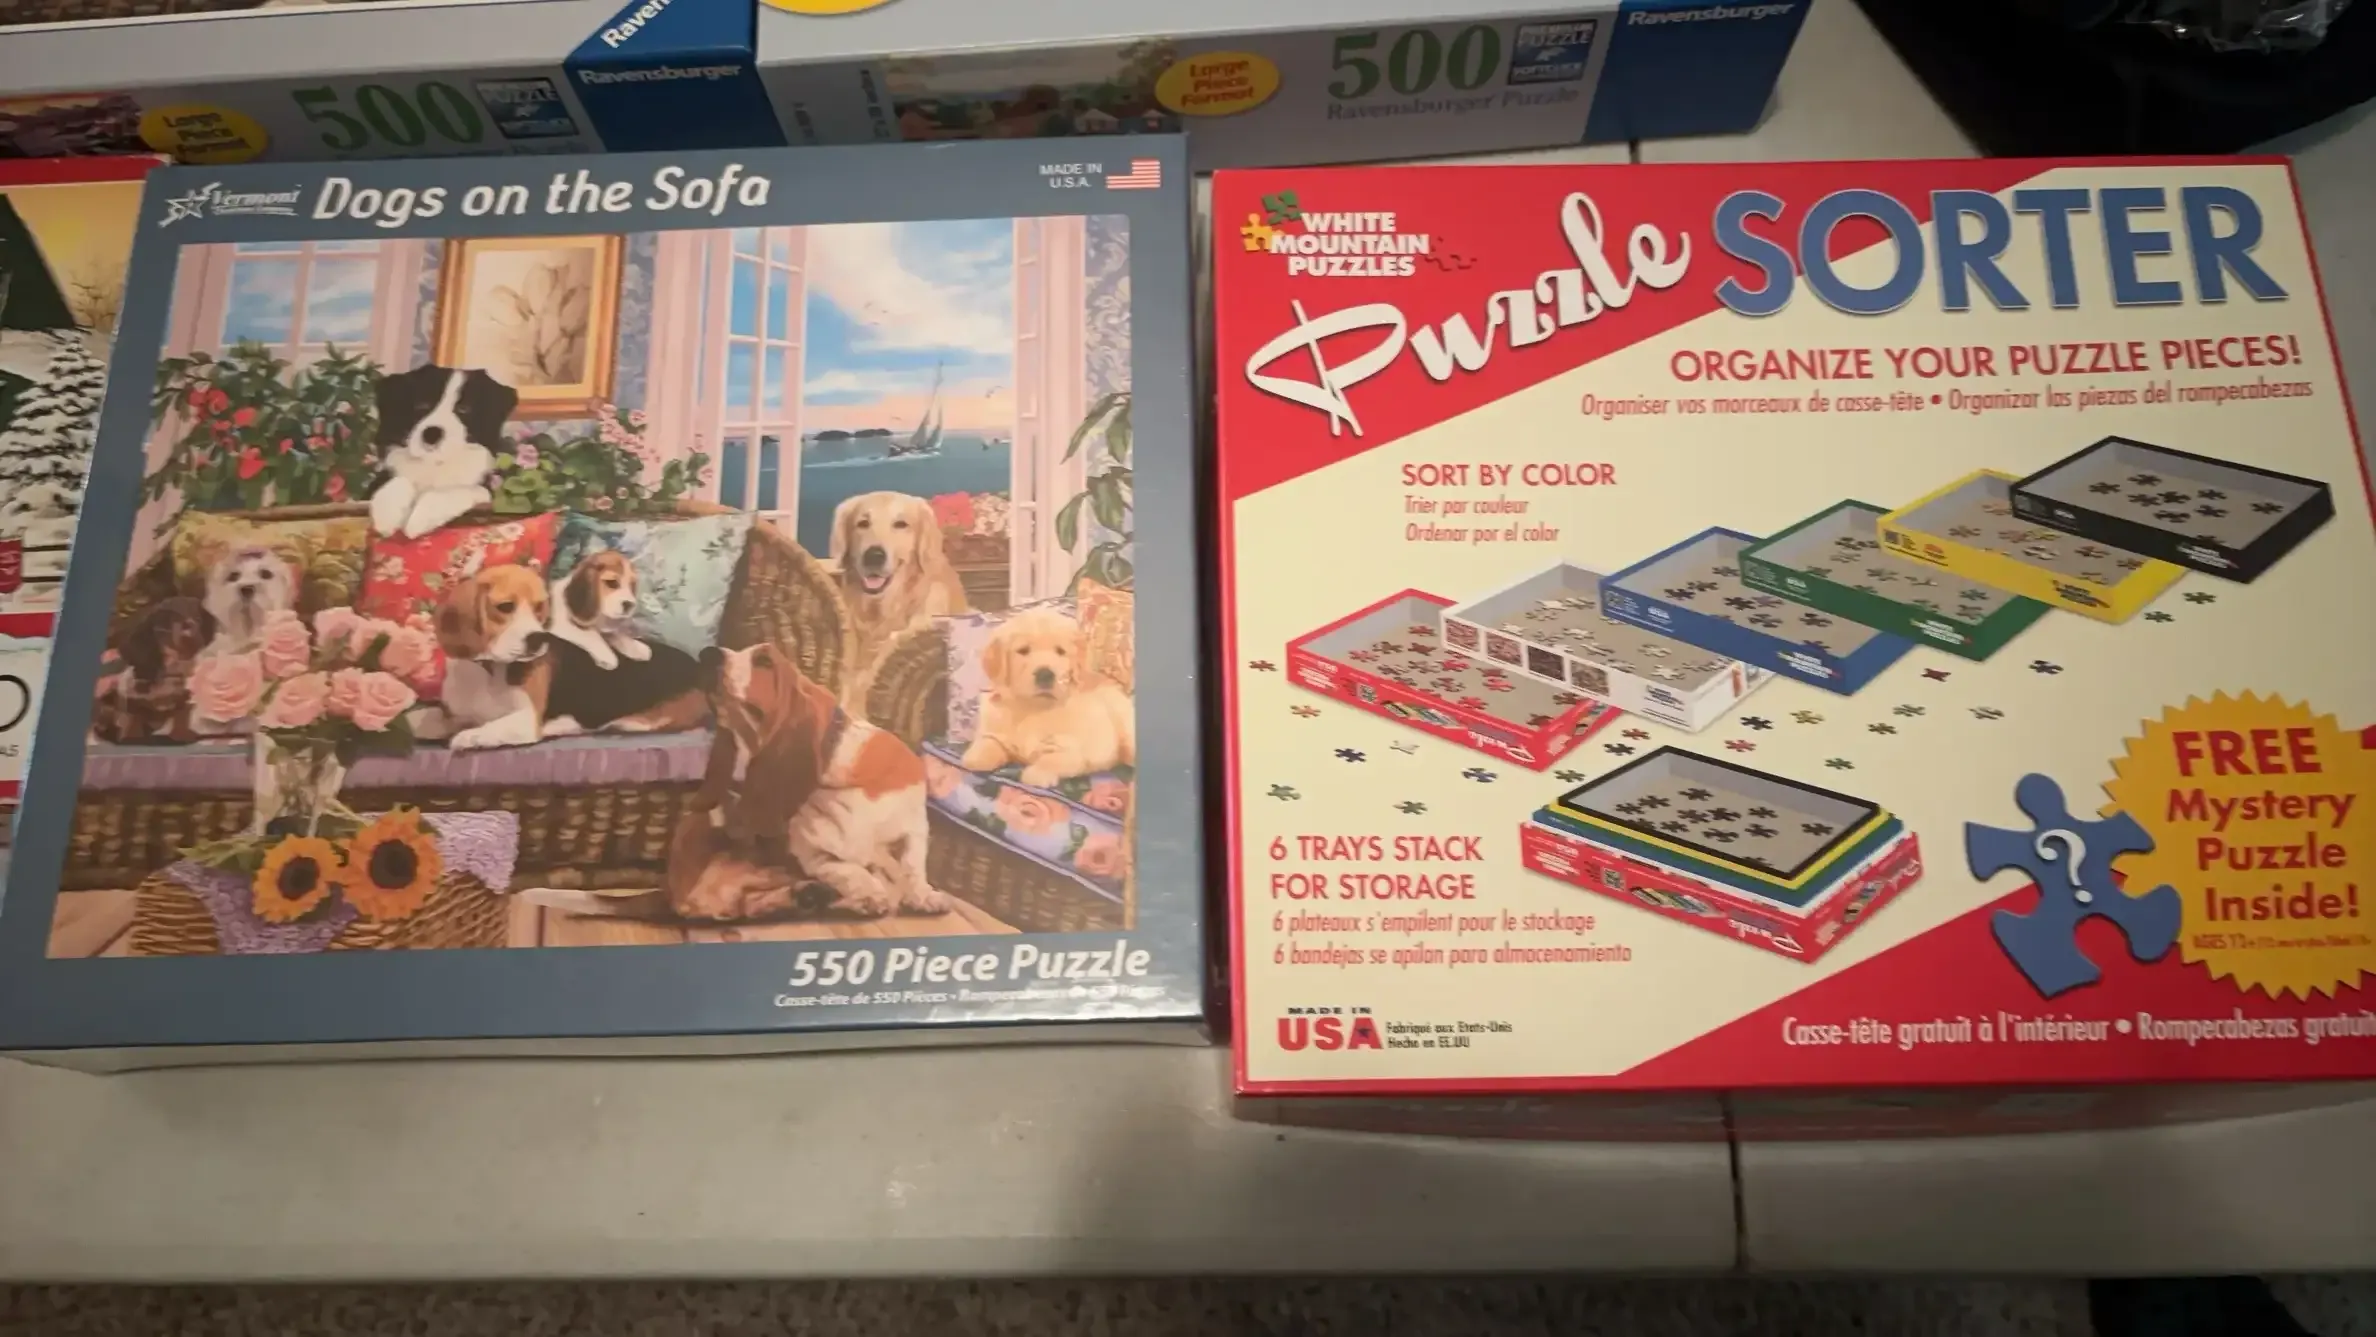 Ravensburger
500
Large
Piece
Format
Ravensburger
Large
Piece
Format
500
Ravensburger Puzzle
PREMIUM
PUZZLE
SOFTCLICK
Ravensburger
Vermont
Dogs on the Sofa
MADE IN
U.S.A.
550 Piece Puzzle
Casse-tête de 550 Pièces •
WHITE
MOUNTAIN
PUZZLES
Puzzle SORTER
ORGANIZE YOUR PUZZLE PIECES!
Organiser vos morceaux de casse-tête • Organizar las piezas del rompecabezas
SORT BY COLOR
Trier par couleur
Ordenar por el color
6 TRAYS STACK
FOR STORAGE
6 plateaux s'empilent pour le stockage
6 bandejas se apilan para almacenamiento
FREE
Mystery
Puzzle
Inside!
?
MADE IN
USA
Fabriqué aux Etats-Unis
Hecho en EE.UU
Casse-tête gratuit à l'intérieur • Rompecabezas